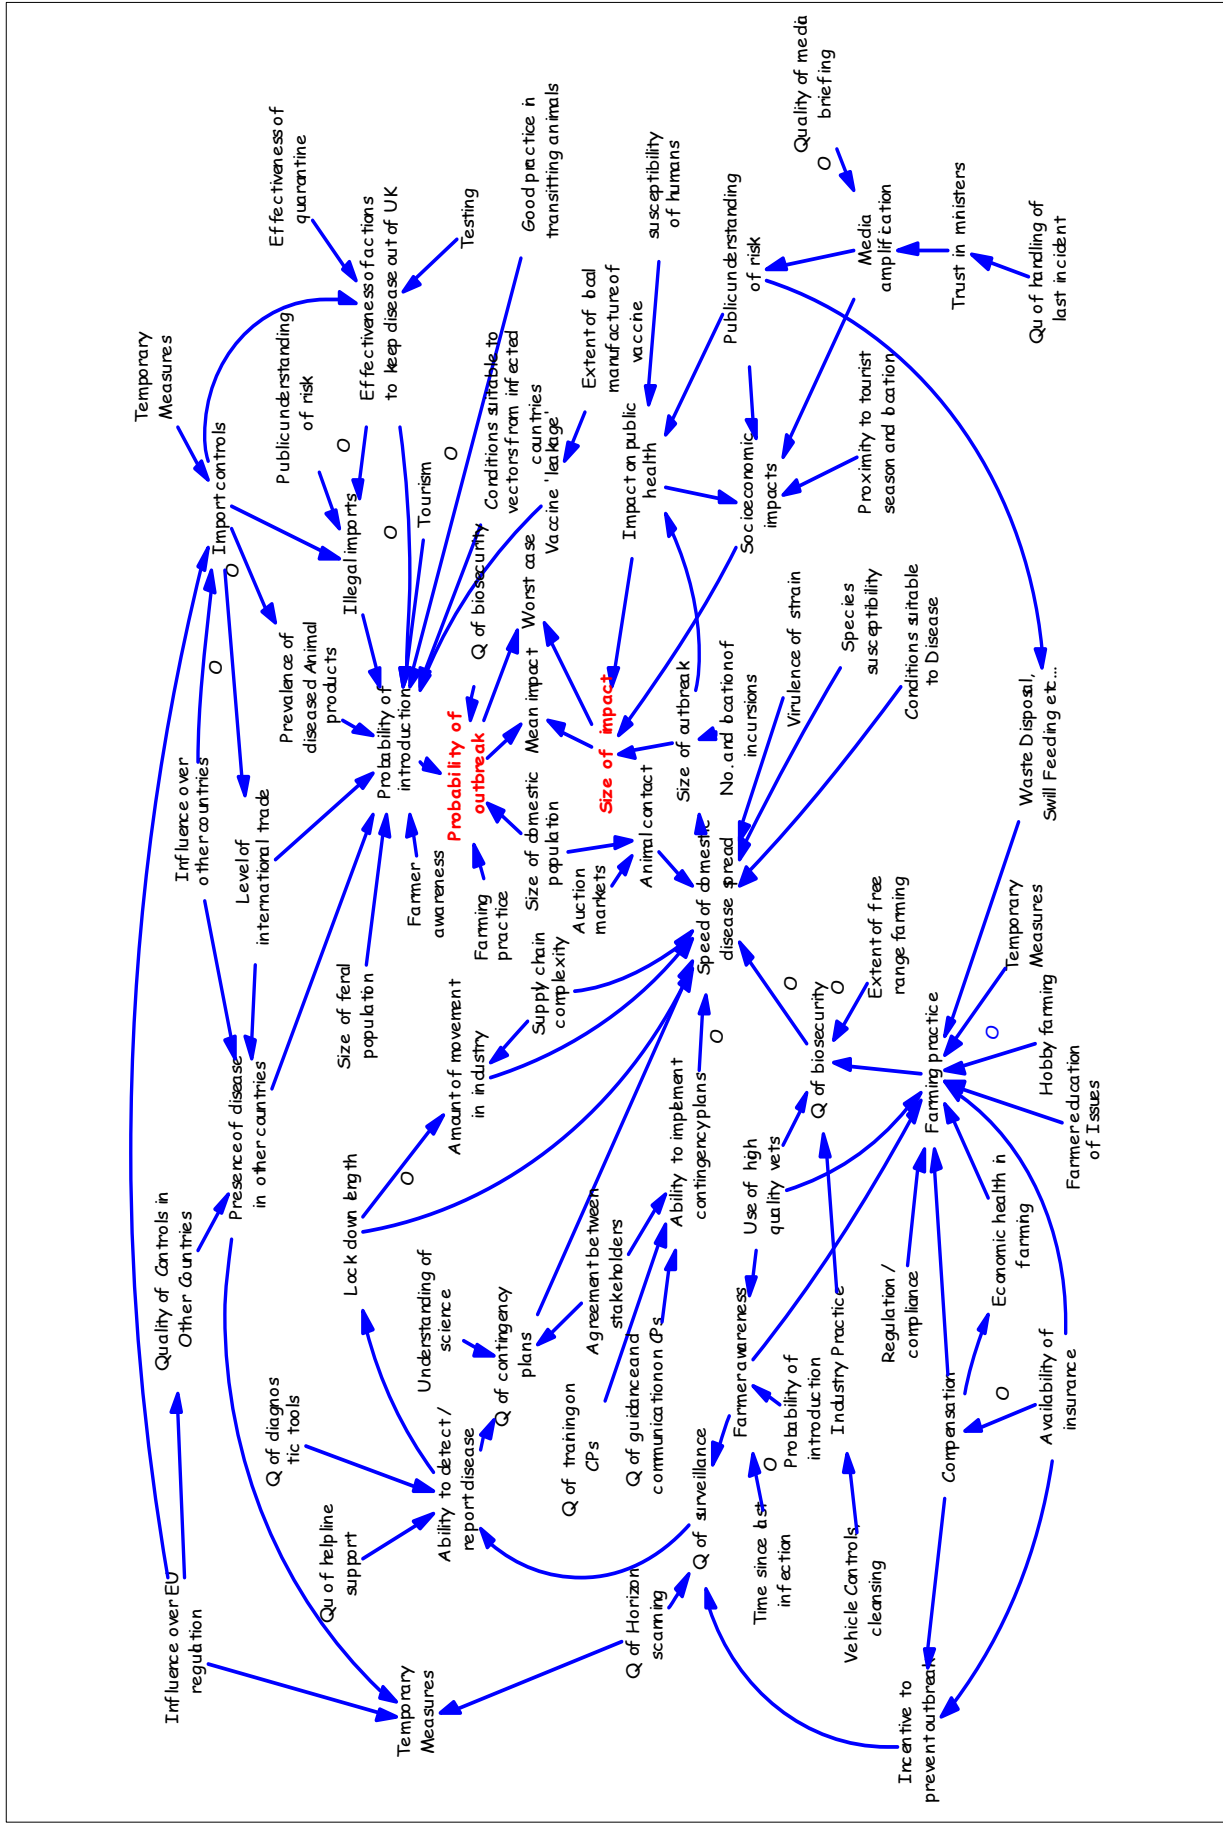 Temporary
Measures
Effectiveness of
quarantine
Import controls
O
O
Influence over
other countries
Quality of Controls in
Other Countries
Influence over EU
regulation
Public understanding
of risk
Effectiveness of actions
to keep disease out of UK
Testing
O
O
Illegal imports
Prevalence of
diseased Animal
products
Level of
international trade
Presence of disease
in other countries
Tourism
O
Good practice in
transitting animals
Conditions suitable to
vectors from infected
countries
Probability of
introduction
Size of feral
population
Farmer
awareness
Lock down length
O
Q of diagnos
tic tools
Qu of helpline
support
Ability to detect /
report disease
Temporary
Measures
Q of biosecurity
Vaccine 'leakage'
Extent of local
manufacture of
vaccine
susceptibility
of humans
Probability of
outbreak
Worst case
Mean impact
Farming
practice
Amount of movement
in industry
Understanding of
science
Q of contingency
plans
Size of domestic
population
Auction
markets
Supply chain
complexity
Agreement between
stakeholders
Q of training on
CPs
Q of guidance and
communication on CPs
Q of Horizon
scanning
Impact on public
health
Size of impact
Animal contact
Size of outbreak
No. and location of
incursions
Speed of domestic
disease spread
O
Ability to implement
contingency plans
Q of surveillance
Public understanding
of risk
Socioeconomic
impacts
Quality of media
briefing
O
Media
amplification
Trust in ministers
Qu of handling of
last incident
Proximity to tourist
season and location
Virulence of strain
Species
susceptibility
Conditions suitable
to Disease
O
O
Q of biosecurity
Extent of free
range farming
Use of high
quality vets
Farmer awareness
O
Probability of
introduction
Time since last
infection
Industry Practice
Vehicle Controls,
cleansing
Waste Disposal,
Swill Feeding etc...
Temporary
Measures
Hobby farming
O
Farming practice
Farmer education
of Issues
Regulation /
compliance
Economic health in
farming
Compensation
O
Availability of
insurance
Incentive to
prevent outbreak